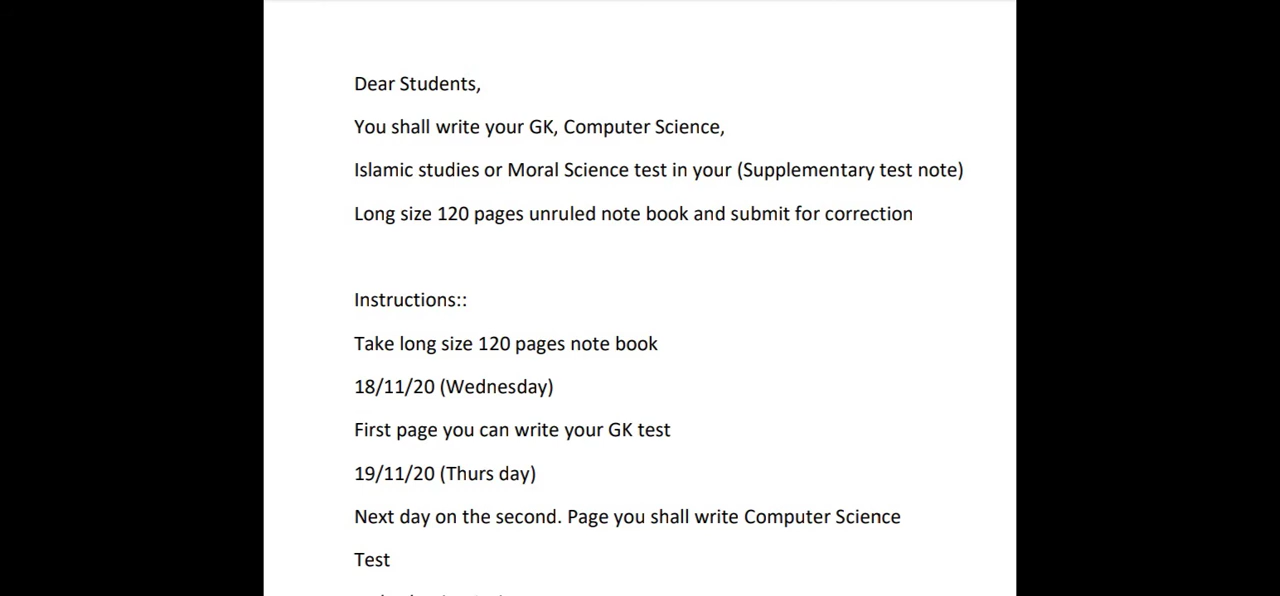 Dear Students,
You shall write your GK, Computer Science,
Islamic studies or Moral Science test in your (Supplementary test note)
Long size 120 pages unruled note book and submit for correction
Instructions::
Take long size 120 pages note book
18/11/20 (Wednesday)
First page you can write your GK test
19/11/20 (Thurs day)
Next day on the second. Page you shall write Computer Science
Test